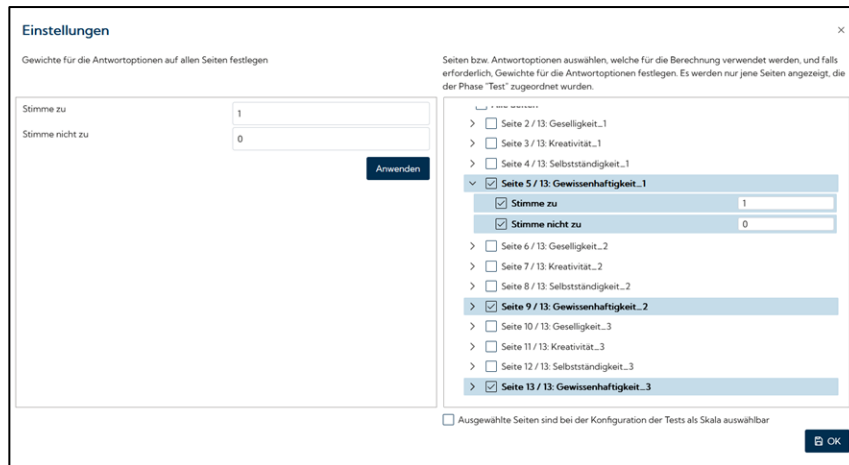 Einstellungen
Gewichte für die Antwortoptionen auf allen Seiten festlegen
Stimme zu
1
Stimme nicht zu
0
Anwenden
Seiten bzw. Antwortoptionen auswählen, welche für die Berechnung verwendet werden, und falls
erforderlich, Gewichte für die Antwortoptionen festlegen. Es werden nur jene Seiten angezeigt, die
der Phase "Test" zugeordnet wurden.
Seite 2 / 13: Geselligkeit_1
Seite 3 / 13: Kreativität_1
Seite 4 / 13: Selbstständigkeit_1
Seite 5 / 13: Gewissenhaftigkeit_1
Stimme zu 1
Stimme nicht zu 0
Seite 6 / 13: Geselligkeit_2
Seite 7 / 13: Kreativität_2
Seite 8 / 13: Selbstständigkeit_2
Seite 9 / 13: Gewissenhaftigkeit_2
Seite 10 / 13: Geselligkeit_3
Seite 11 / 13: Kreativität_3
Seite 12 / 13: Selbstständigkeit_3
Seite 13 / 13: Gewissenhaftigkeit_3
Ausgewählte Seiten sind bei der Konfiguration der Tests als Skala auswählbar
OK